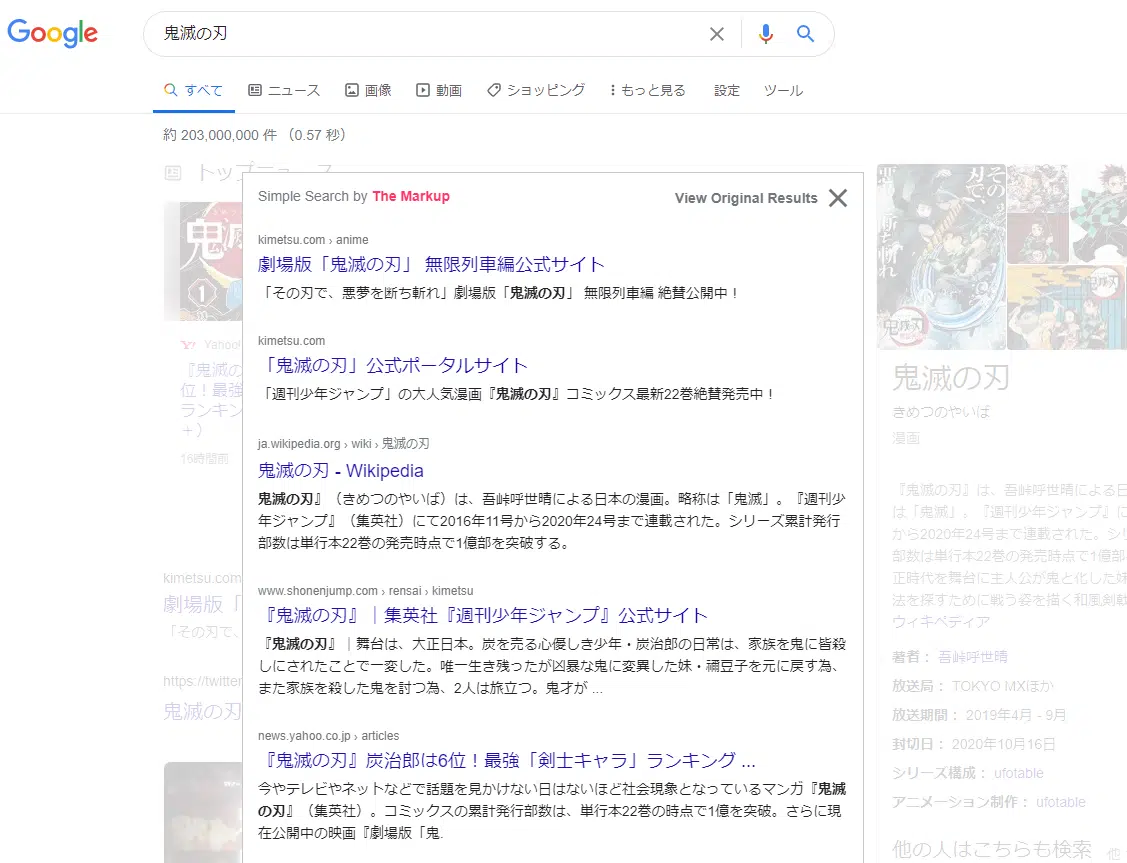 Google
鬼滅の刃
すべて
ニュース
画像
動画
ショッピング
もっと見る
設定
ツール
約 203,000,000 件 （0.57 秒）
トップニュース
Simple Search by The Markup
View Original Results
kimetsu.com › anime
劇場版「鬼滅の刃」 無限列車編公式サイト
「その刃で、悪夢を断ち斬れ」劇場版「鬼滅の刃」 無限列車編 絶賛公開中！
kimetsu.com
「鬼滅の刃」公式ポータルサイト
「週刊少年ジャンプ」の大人気漫画『鬼滅の刃』コミックス最新22巻絶賛発売中！
ja.wikipedia.org › wiki › 鬼滅の刃
鬼滅の刃 - Wikipedia
鬼滅の刃』（きめつのやいば）は、吾峠呼世晴による日本の漫画。略称は「鬼滅」。『週刊少
年ジャンプ』（集英社）にて2016年11号から2020年24号まで連載された。シリーズ累計発行
部数は単行本22巻の発売時点で1億部を突破する。
www.shonenjump.com › rensai › kimetsu
『鬼滅の刃』｜集英社『週刊少年ジャンプ』公式サイト
『鬼滅の刃』｜舞台は、大正日本。炭を売る心優しき少年・炭治郎の日常は、家族を鬼に皆殺
しにされたことで一変した。唯一生き残ったが凶暴な鬼に変異した妹・禰豆子を元に戻す為、
また家族を殺した鬼を討つ為、2人は旅立つ。鬼才が ...
news.yahoo.co.jp › articles
『鬼滅の刃』炭治郎は6位！最強「剣士キャラ」ランキング ...
今やテレビやネットなどで話題を見かけない日はないほど社会現象となっているマンガ『鬼滅
の刃』（集英社）。コミックスの累計発行部数は、単行本22巻の時点で1億を突破。さらに現
在公開中の映画『劇場版「鬼.
鬼滅
1
Yahoo!
『鬼滅の
位！最強
ランキン
＋）
16時間前
kimetsu.com
劇場版「
「その刃で、
https://twitter
鬼滅の刃
その刃で、
悪夢を断ち斬れ
鬼滅の刃
鬼滅の刃
きめつのやいば
漫画
『鬼滅の刃』は、吾峠呼世晴による日
は「鬼滅」。『週刊少年ジャンプ』に
から2020年24号まで連載された。シリ
部数は単行本22巻の発売時点で1億部
正時代を舞台に主人公が鬼と化した妹
法を探すために戦う姿を描く和風剣戟
ウィキペディア
著者： 吾峠呼世晴
放送局： TOKYO MXほか
放送期間： 2019年4月 - 9月
封切日： 2020年10月16日
シリーズ構成： ufotable
アニメーション制作： ufotable
他の人はこちらも検索 他